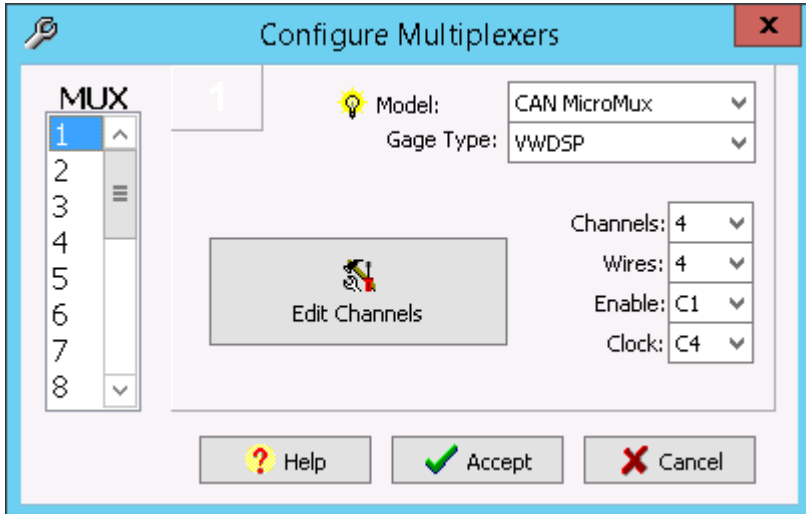 Configure Multiplexers
x
MUX
1
2
3
4
5
6
7
8
1
Model: CAN MicroMux
Gage Type: VWDSP
Channels: 4
Wires: 4
Enable: C1
Clock: C4
Edit Channels
? Help
Accept
Cancel